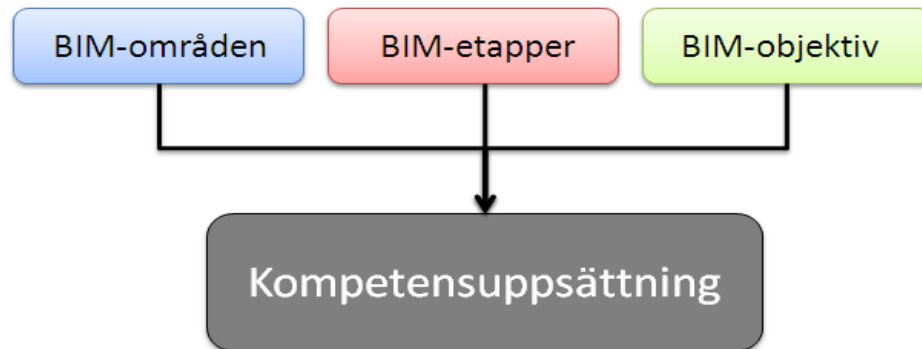 BIM-områden
BIM-etapper
BIM-objektiv
Kompetensuppsättning